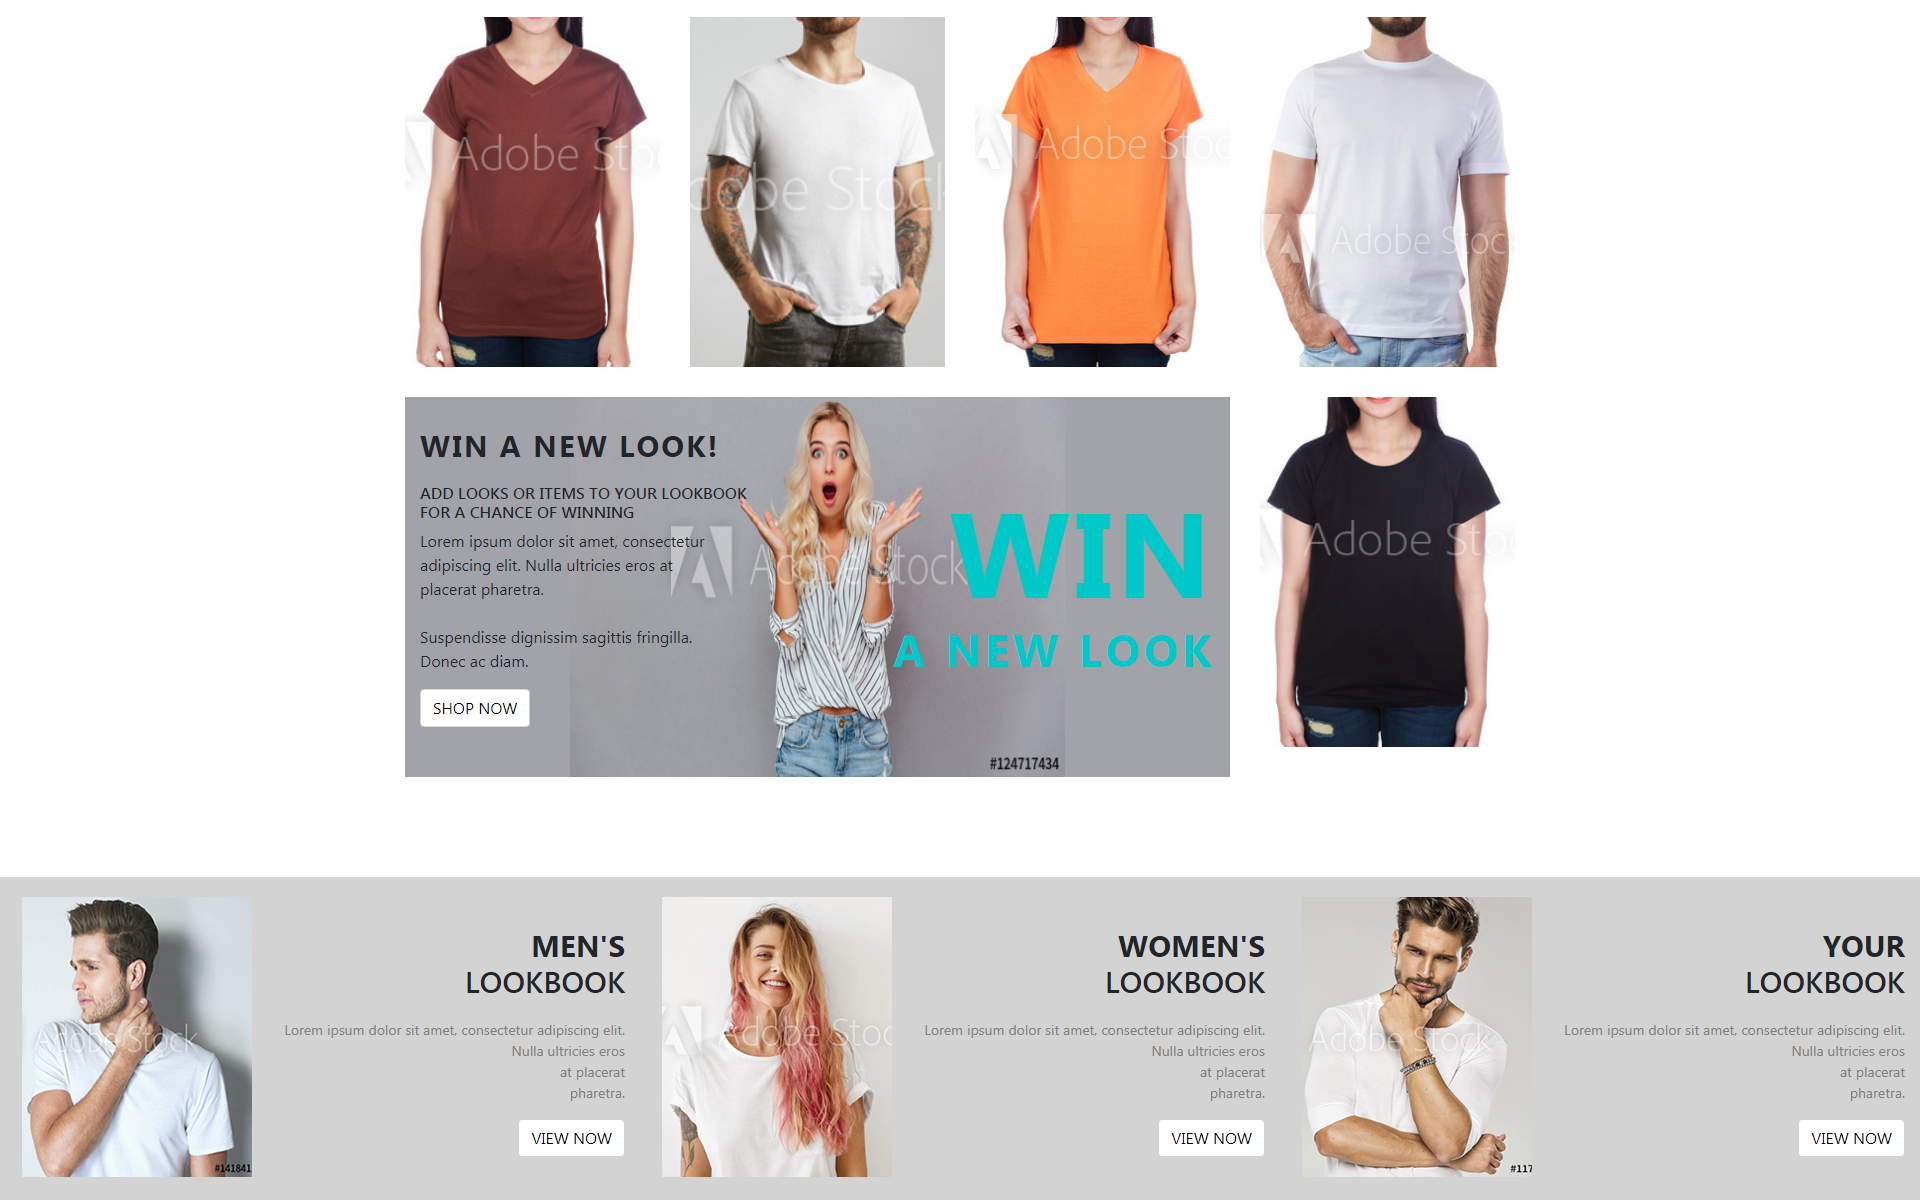 Adobe Sto
dobe Stock
Adobe Stoc
Adobe Stock
WIN A NEW LOOK!
ADD LOOKS OR ITEMS TO YOUR LOOKBOOK
FOR A CHANCE OF WINNING
Lorem ipsum dolor sit amet, consectetur
adipiscing elit. Nulla ultricies eros at
placerat pharetra.
Suspendisse dignissim sagittis fringilla.
Donec ac diam.
SHOP NOW
Adobe Stock
WIN
A NEW LOOK
#124717434
Adobe Sto
Adobe Stock
#141841
MEN'S
LOOKBOOK
Lorem ipsum dolor sit amet, consectetur adipiscing elit.
Nulla ultricies eros
at placerat
pharetra.
VIEW NOW
Adobe Stoc
WOMEN'S
LOOKBOOK
Lorem ipsum dolor sit amet, consectetur adipiscing elit.
Nulla ultricies eros
at placerat
pharetra.
VIEW NOW
Adobe Stock
#117
YOUR
LOOKBOOK
Lorem ipsum dolor sit amet, consectetur adipiscing elit.
Nulla ultricies eros
at placerat
pharetra.
VIEW NOW